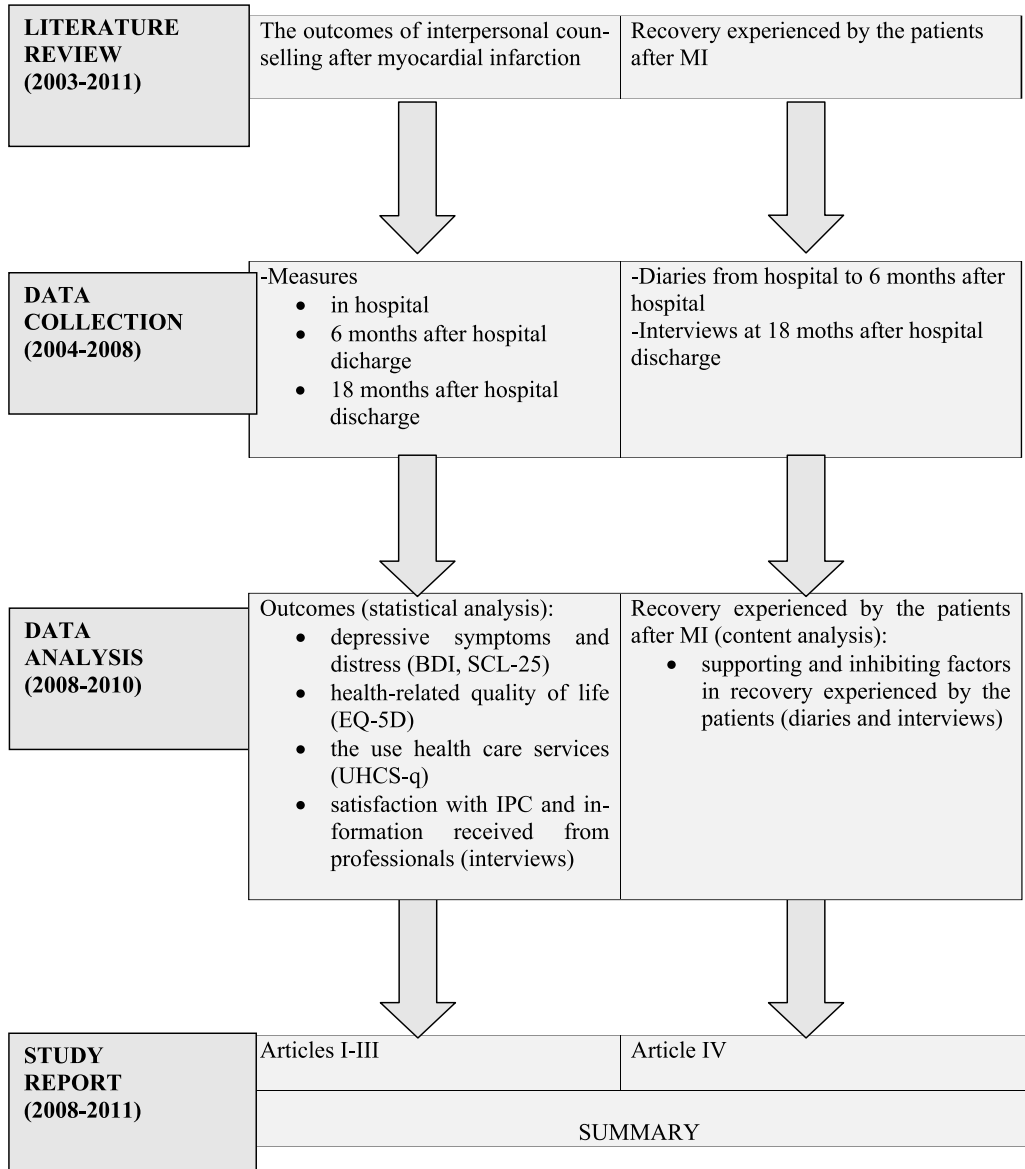 LITERATURE
REVIEW
(2003-2011)
The outcomes of interpersonal coun-
selling after myocardial infarction
Recovery experienced by the patients
after MI
DATA
COLLECTION
(2004-2008)
-Measures
• in hospital
• 6 months after hospital
dicharge
• 18 months after hospital
discharge
-Diaries from hospital to 6 months after
hospital
-Interviews at 18 moths after hospital
discharge
DATA
ANALYSIS
(2008-2010)
Outcomes (statistical analysis):
• depressive symptoms and
distress (BDI, SCL-25)
• health-related quality of life
(EQ-5D)
• the use health care services
(UHCS-q)
• satisfaction with IPC and in-
formation received from
professionals (interviews)
Recovery experienced by the patients
after MI (content analysis):
• supporting and inhibiting factors
in recovery experienced by the
patients (diaries and interviews)
STUDY
REPORT
(2008-2011)
Articles I-III
Article IV
SUMMARY